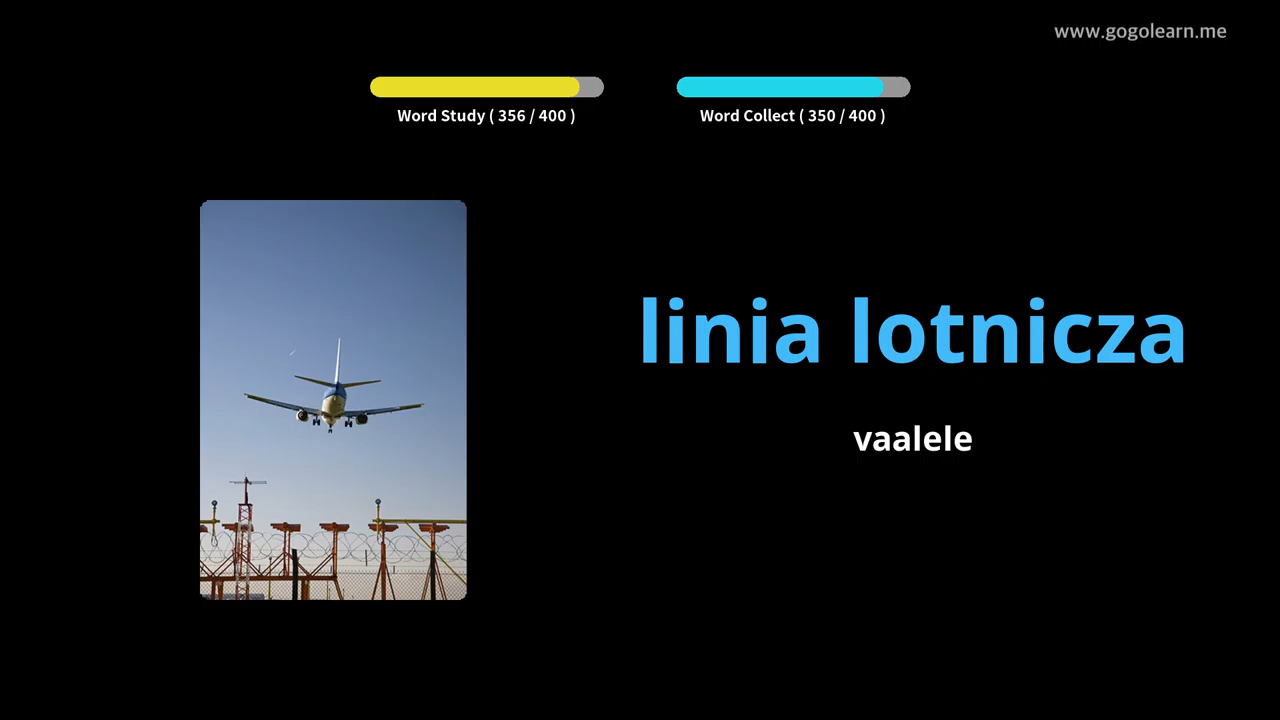 www.gogolearn.me
Word Study ( 356 / 400 )
Word Collect ( 350 / 400 )
linia lotnicza
vaalele